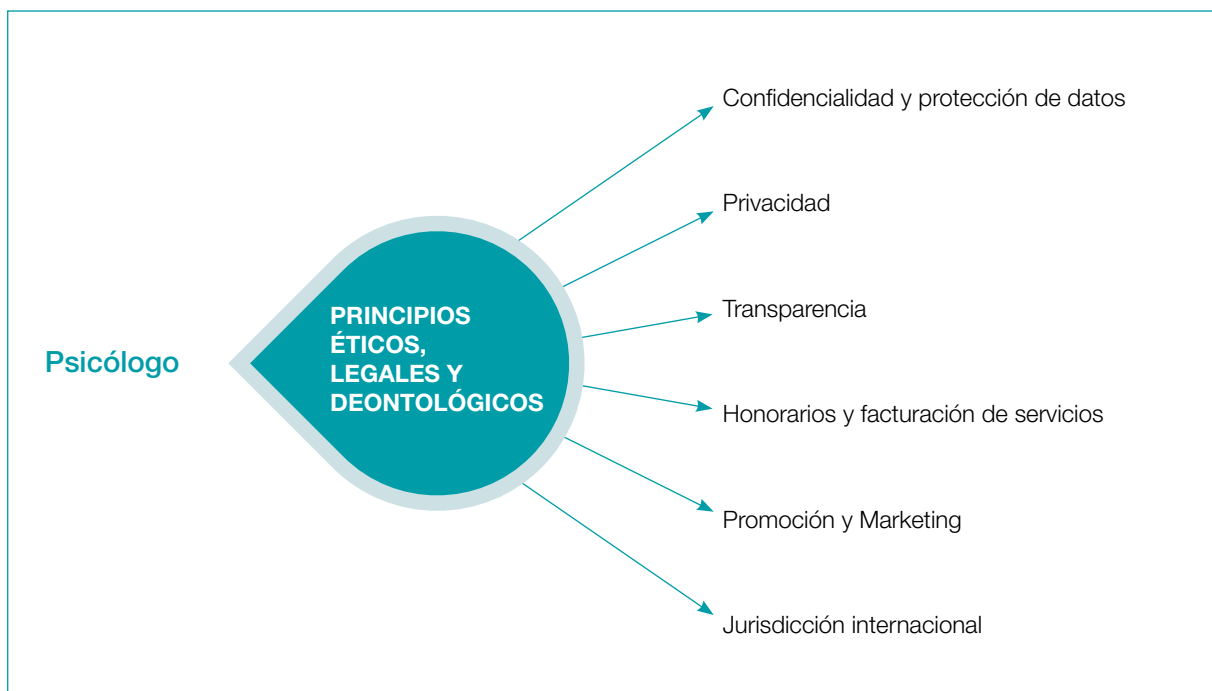 Psicólogo
PRINCIPIOS
ÉTICOS,
LEGALES Y
DEONTOLÓGICOS
Confidencialidad y protección de datos
Privacidad
Transparencia
Honorarios y facturación de servicios
Promoción y Marketing
Jurisdicción internacional